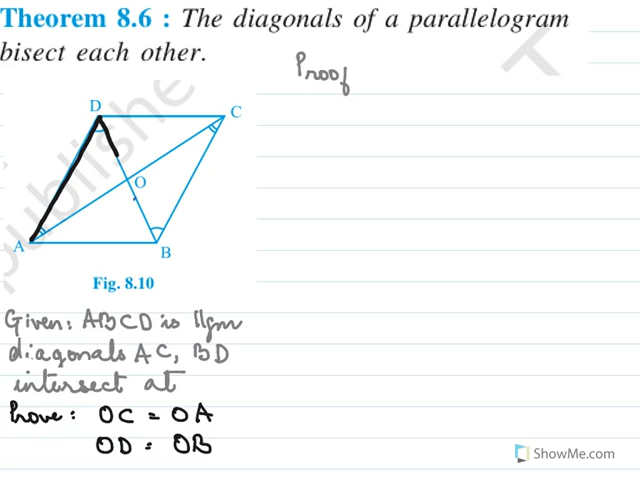 Theorem 8.6 : The diagonals of a parallelogram
bisect each other.
Proof
D
C
O
A
B
Fig. 8.10
Given: ABCD is llgm
diagonals AC, BD
intersect at
Prove: OC = OA
OD = OB
ShowMe.com